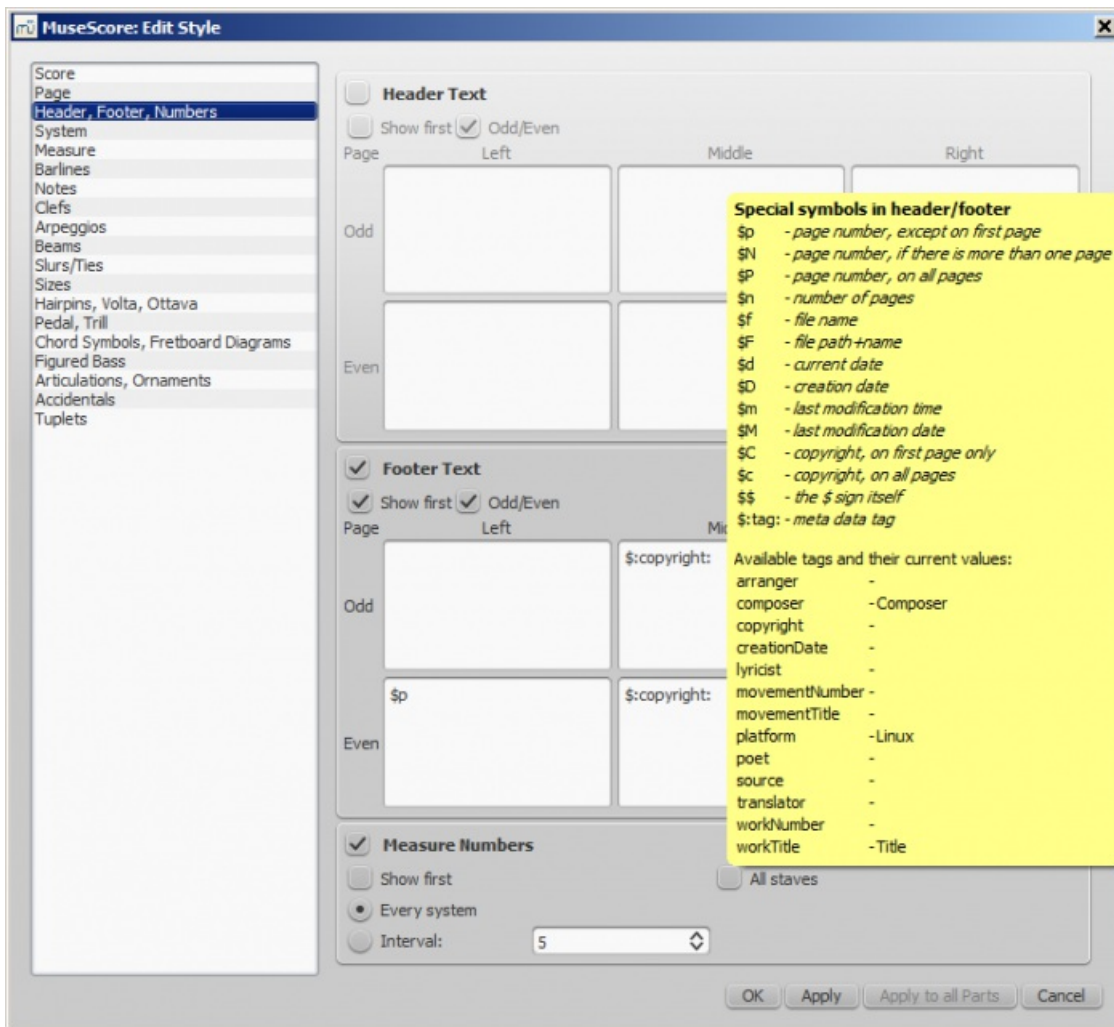 MuseScore: Edit Style
Score
Page
Header, Footer, Numbers
System
Measure
Barlines
Notes
Clefs
Arpeggios
Beams
Slurs/Ties
Sizes
Hairpins, Volta, Ottava
Pedal, Trill
Chord Symbols, Fretboard Diagrams
Figured Bass
Articulations, Ornaments
Accidentals
Tuplets
Header Text
Show first Odd/Even
Page Left Middle Right
Odd
Even
Footer Text
Show first Odd/Even
Page Left
$:copyright:
Odd
$p $:copyright:
Even
Measure Numbers
Show first All staves
Every system
Interval: 5
Special symbols in header/footer
$p - page number, except on first page
$N - page number, if there is more than one page
$P - page number, on all pages
$n - number of pages
$f - file name
$F - file path+name
$d - current date
$D - creation date
$m - last modification time
$M - last modification date
$C - copyright, on first page only
$c - copyright, on all pages
$$ - the $ sign itself
$:tag: - meta data tag
Available tags and their current values:
arranger -
composer -Composer
copyright -
creationDate -
lyricist -
movementNumber -
movementTitle -
platform -Linux
poet -
source -
translator -
workNumber -
workTitle -Title
OK Apply Apply to all Parts Cancel